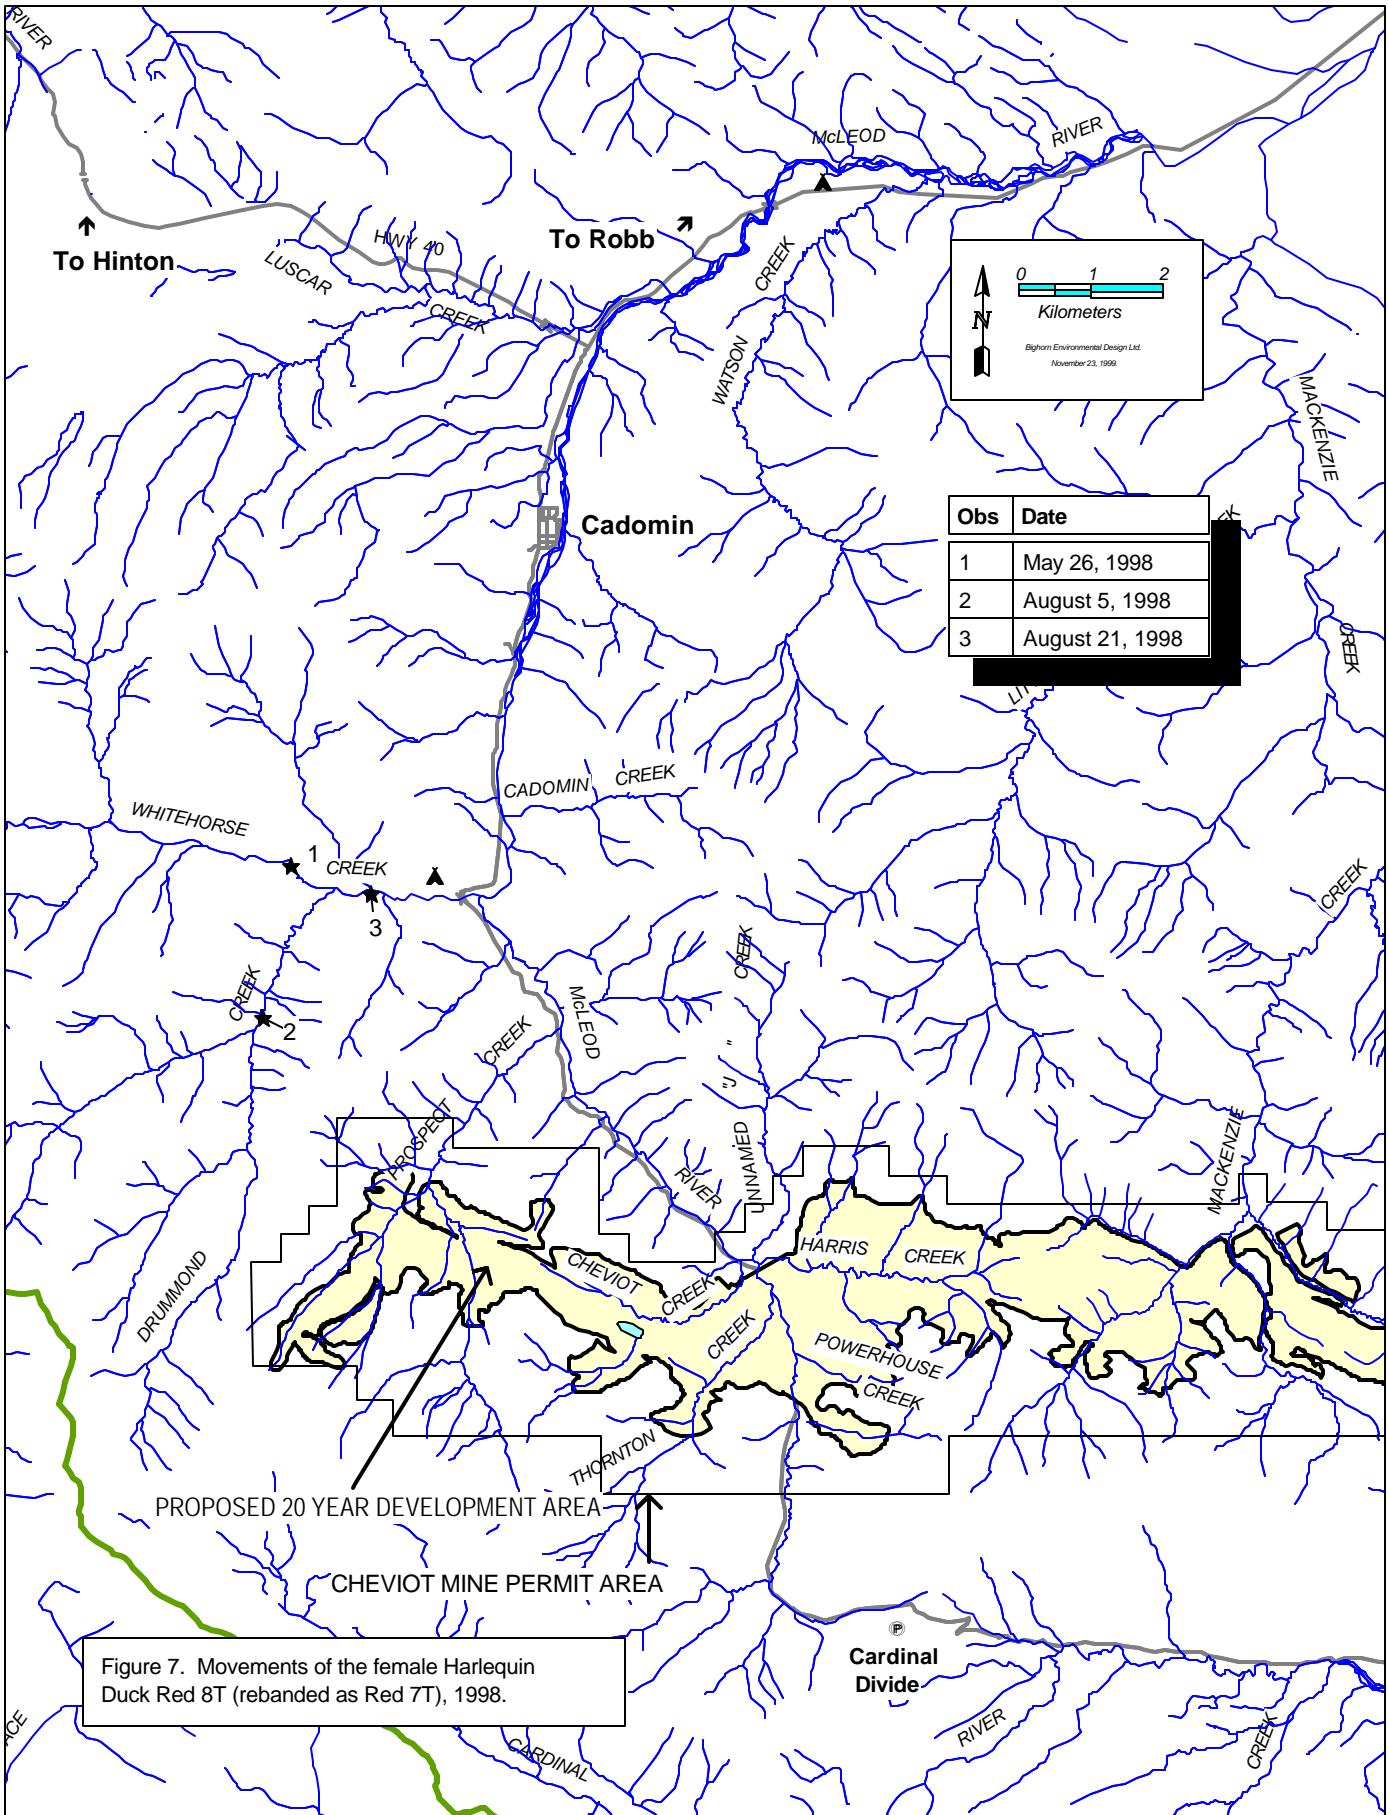 RIVER
McLEOD
RIVER
To Hinton
HWY 40
To Robb
LUSCAR
CREEK
WATSON
CREEK
0 1 2
Kilometers
N
Bighorn Environmental Design Ltd.
November 23, 1999.
MACKENZIE
CREEK
Cadomin
Obs Date
1 May 26, 1998
2 August 5, 1998
3 August 21, 1998
CADOMIN CREEK
WHITEHORSE
CREEK
1
3
2
CREEK
DRUMMOND
CREEK
PROSPECT
McLEOD
RIVER
CREEK
"J"
UNNAMED
CREEK
MACKENZIE
CHEVIOT
CREEK
HARRIS CREEK
POWERHOUSE
CREEK
CREEK
THORNTON
PROPOSED 20 YEAR DEVELOPMENT AREA
CHEVIOT MINE PERMIT AREA
P
Cardinal
Divide
Figure 7. Movements of the female Harlequin
Duck Red 8T (rebanded as Red 7T), 1998.
CARDINAL
RIVER
CREEK